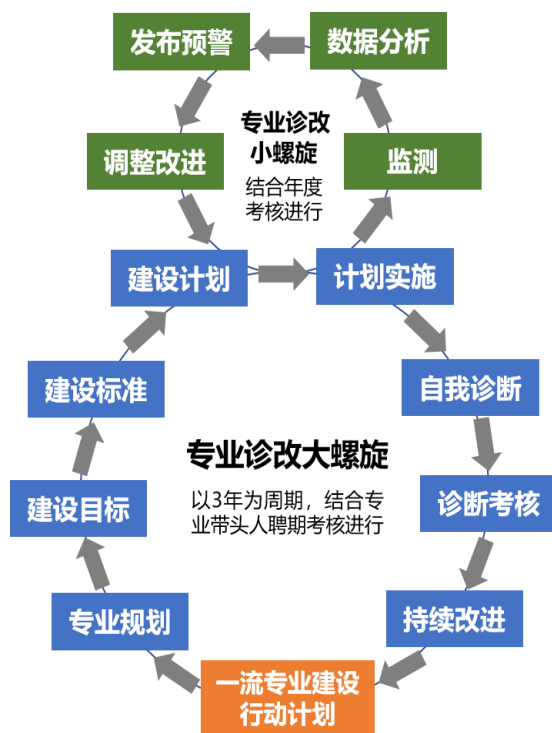 发布预警
数据分析
专业诊改
小螺旋
调整改进
监测
结合年度
考核进行
建设计划
计划实施
建设标准
自我诊断
专业诊改大螺旋
以3年为周期，结合专
业带头人聘期考核进行
建设目标
诊断考核
专业规划
持续改进
一流专业建设
行动计划